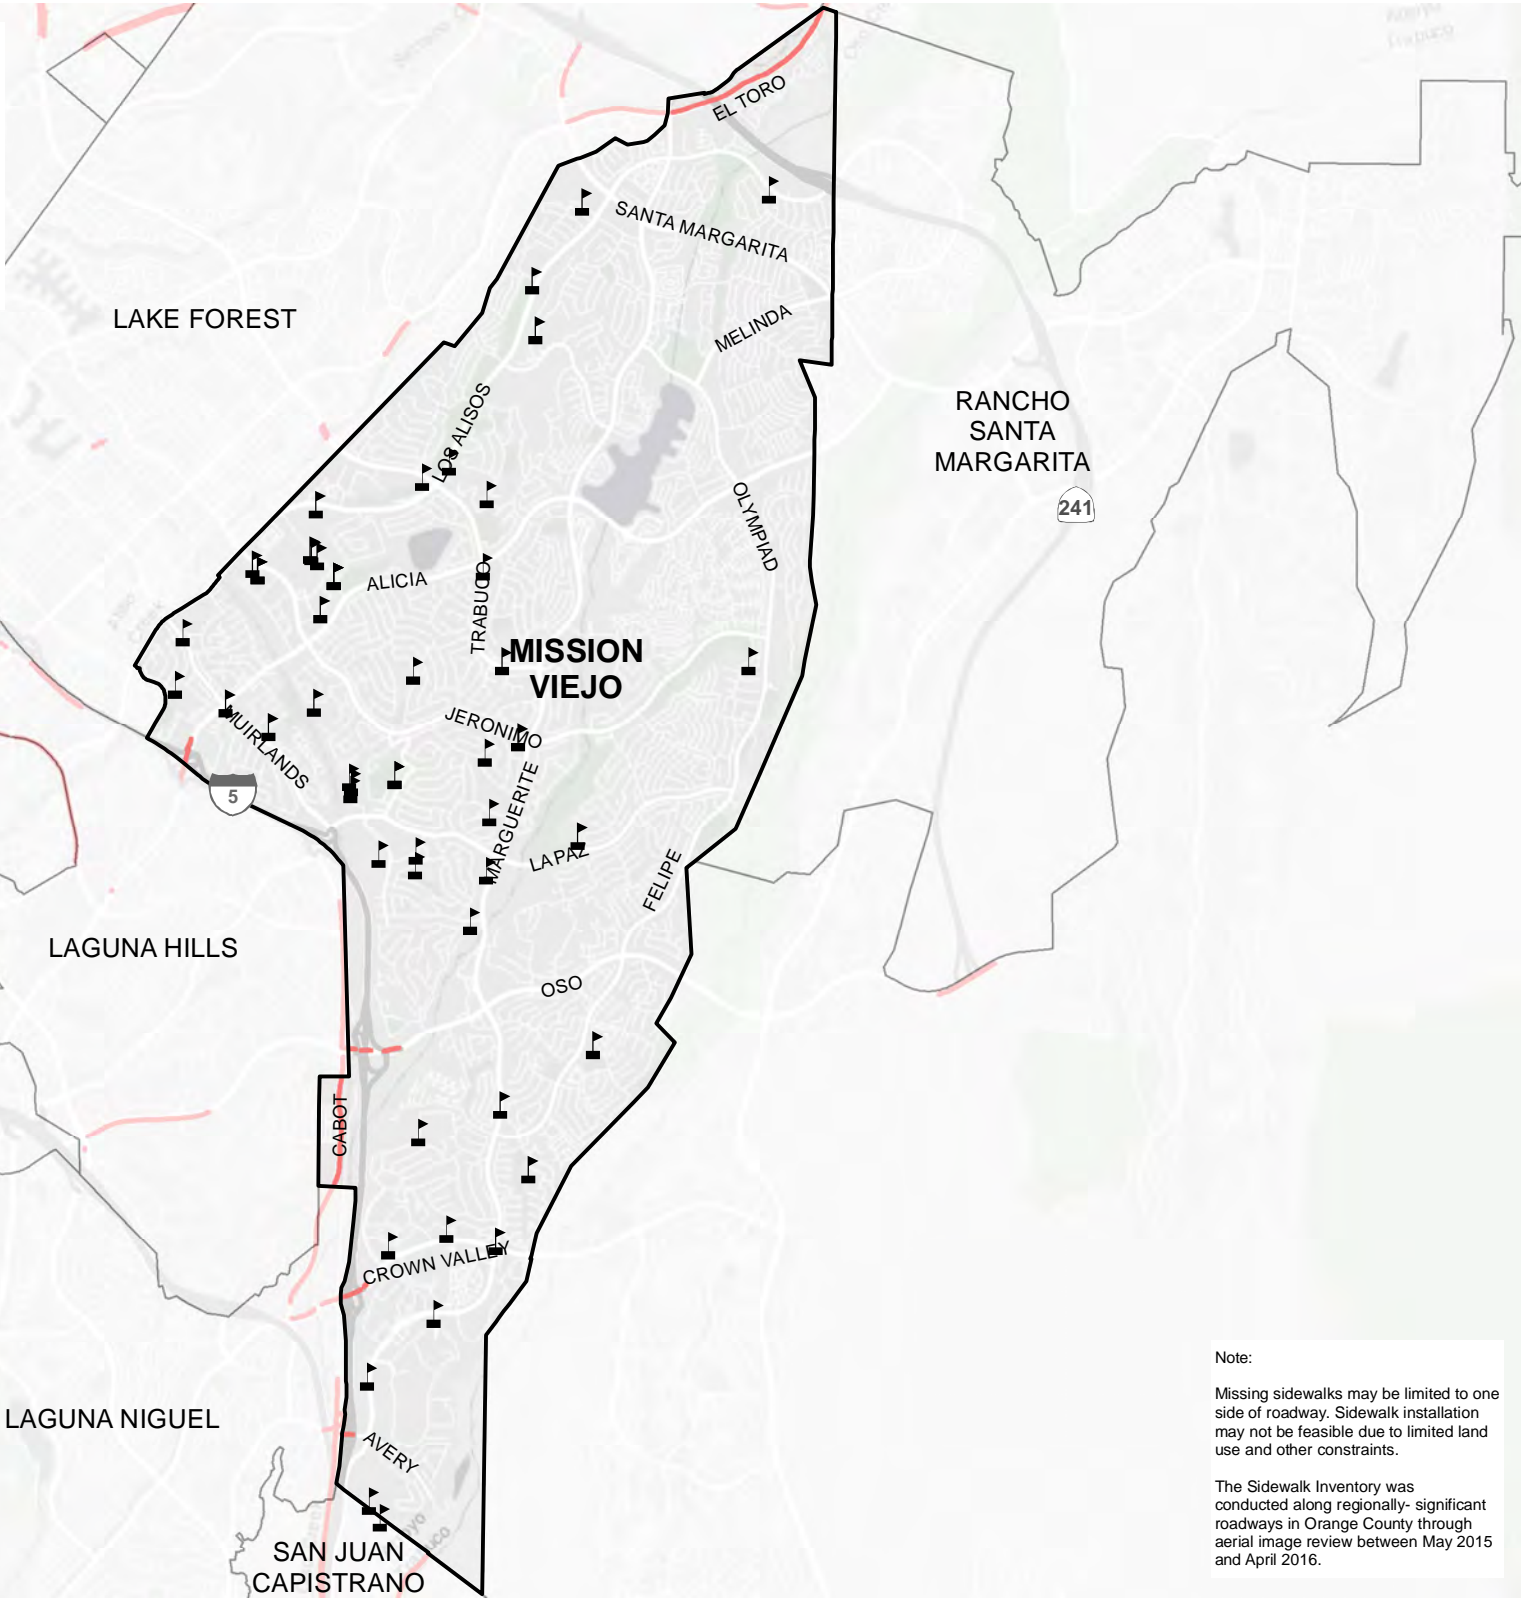 EL TORO
SANTA MARGARITA
LAKE FOREST
MELINDA
LOS ALISOS
RANCHO
SANTA
MARGARITA
241
OLYMPIAD
ALICIA
TRABUCO
MISSION
VIEJO
JERONIMO
MUIRLANDS
5
MARGUERITE
LA PAZ
FELIPE
LAGUNA HILLS
OSO
CABOT
CROWN VALLEY
LAGUNA NIGUEL
AVERY
SAN JUAN
CAPISTRANO
Note:
Missing sidewalks may be limited to one
side of roadway. Sidewalk installation
may not be feasible due to limited land
use and other constraints.
The Sidewalk Inventory was
conducted along regionally- significant
roadways in Orange County through
aerial image review between May 2015
and April 2016.